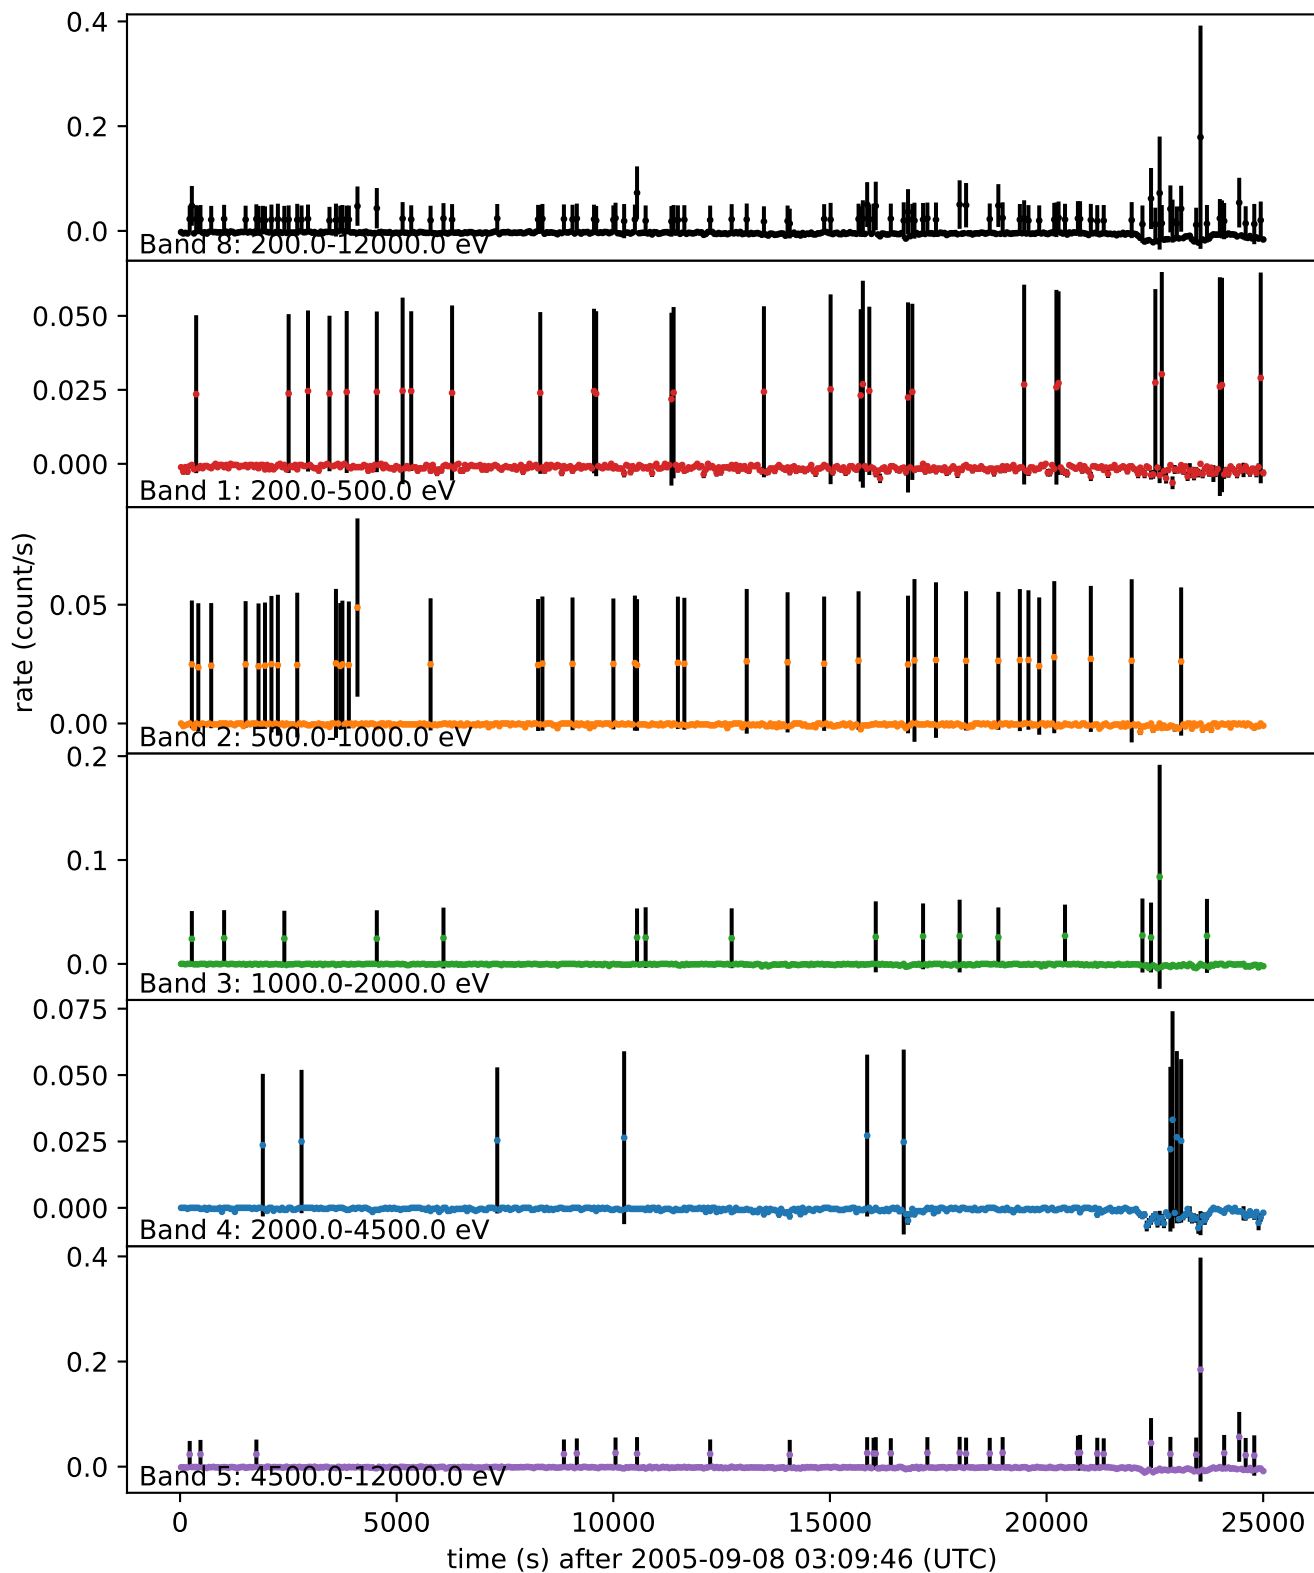 0.4
0.2
0.0
Band 8: 200.0-12000.0 eV
0.050
0.025
0.000
Band 1: 200.0-500.0 eV
rate (count/s)
0.05
0.00
Band 2: 500.0-1000.0 eV
0.2
0.1
0.0
Band 3: 1000.0-2000.0 eV
0.075
0.050
0.025
0.000
Band 4: 2000.0-4500.0 eV
0.4
0.2
0.0
Band 5: 4500.0-12000.0 eV
0 5000 10000 15000 20000 25000
time (s) after 2005-09-08 03:09:46 (UTC)